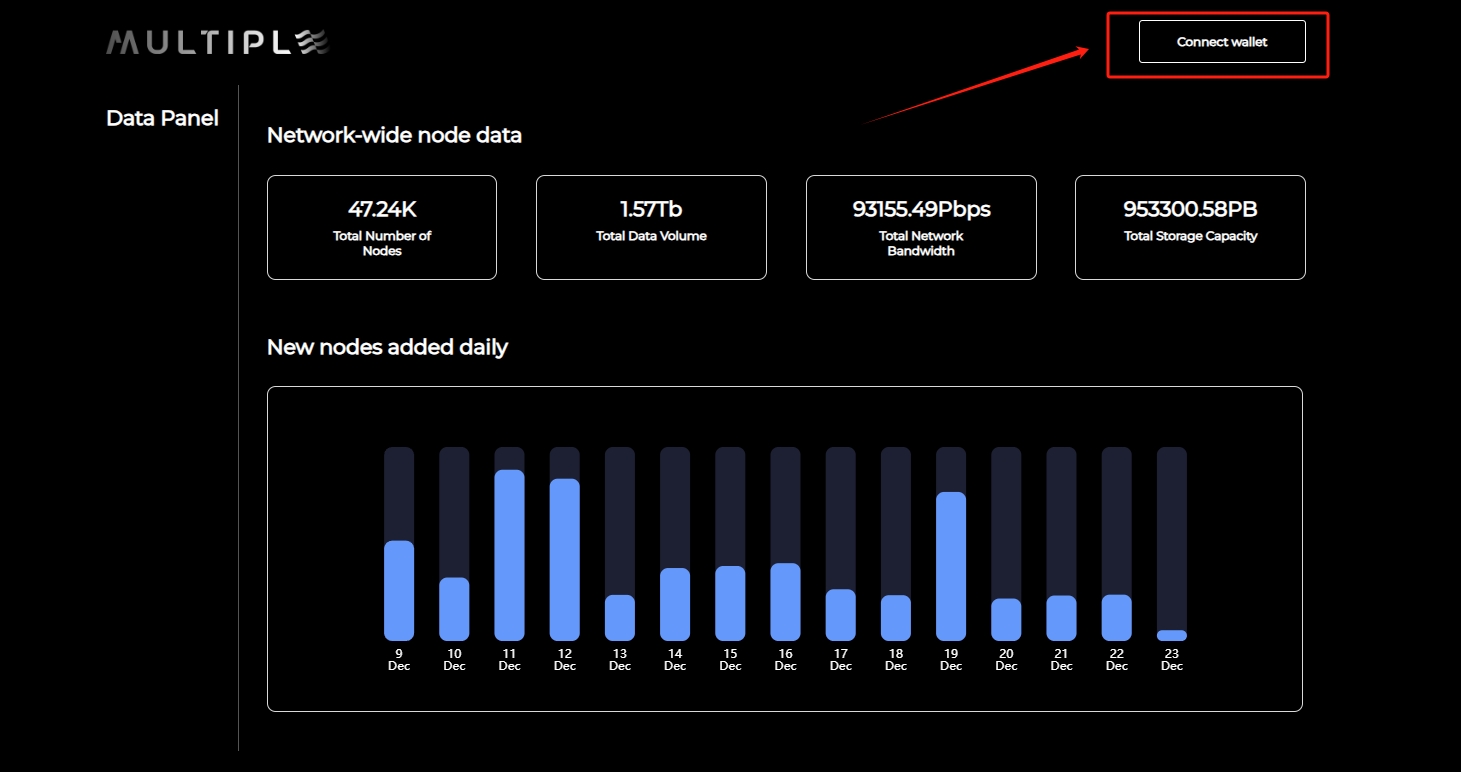 MULTIPLE
Connect wallet
Data Panel
Network-wide node data
47.24K
Total Number of
Nodes
1.57Tb
Total Data Volume
93155.49Pbps
Total Network
Bandwidth
953300.58PB
Total Storage Capacity
New nodes added daily
9 10 11 12 13 14 15 16 17 18 19 20 21 22 23
Dec Dec Dec Dec Dec Dec Dec Dec Dec Dec Dec Dec Dec Dec Dec